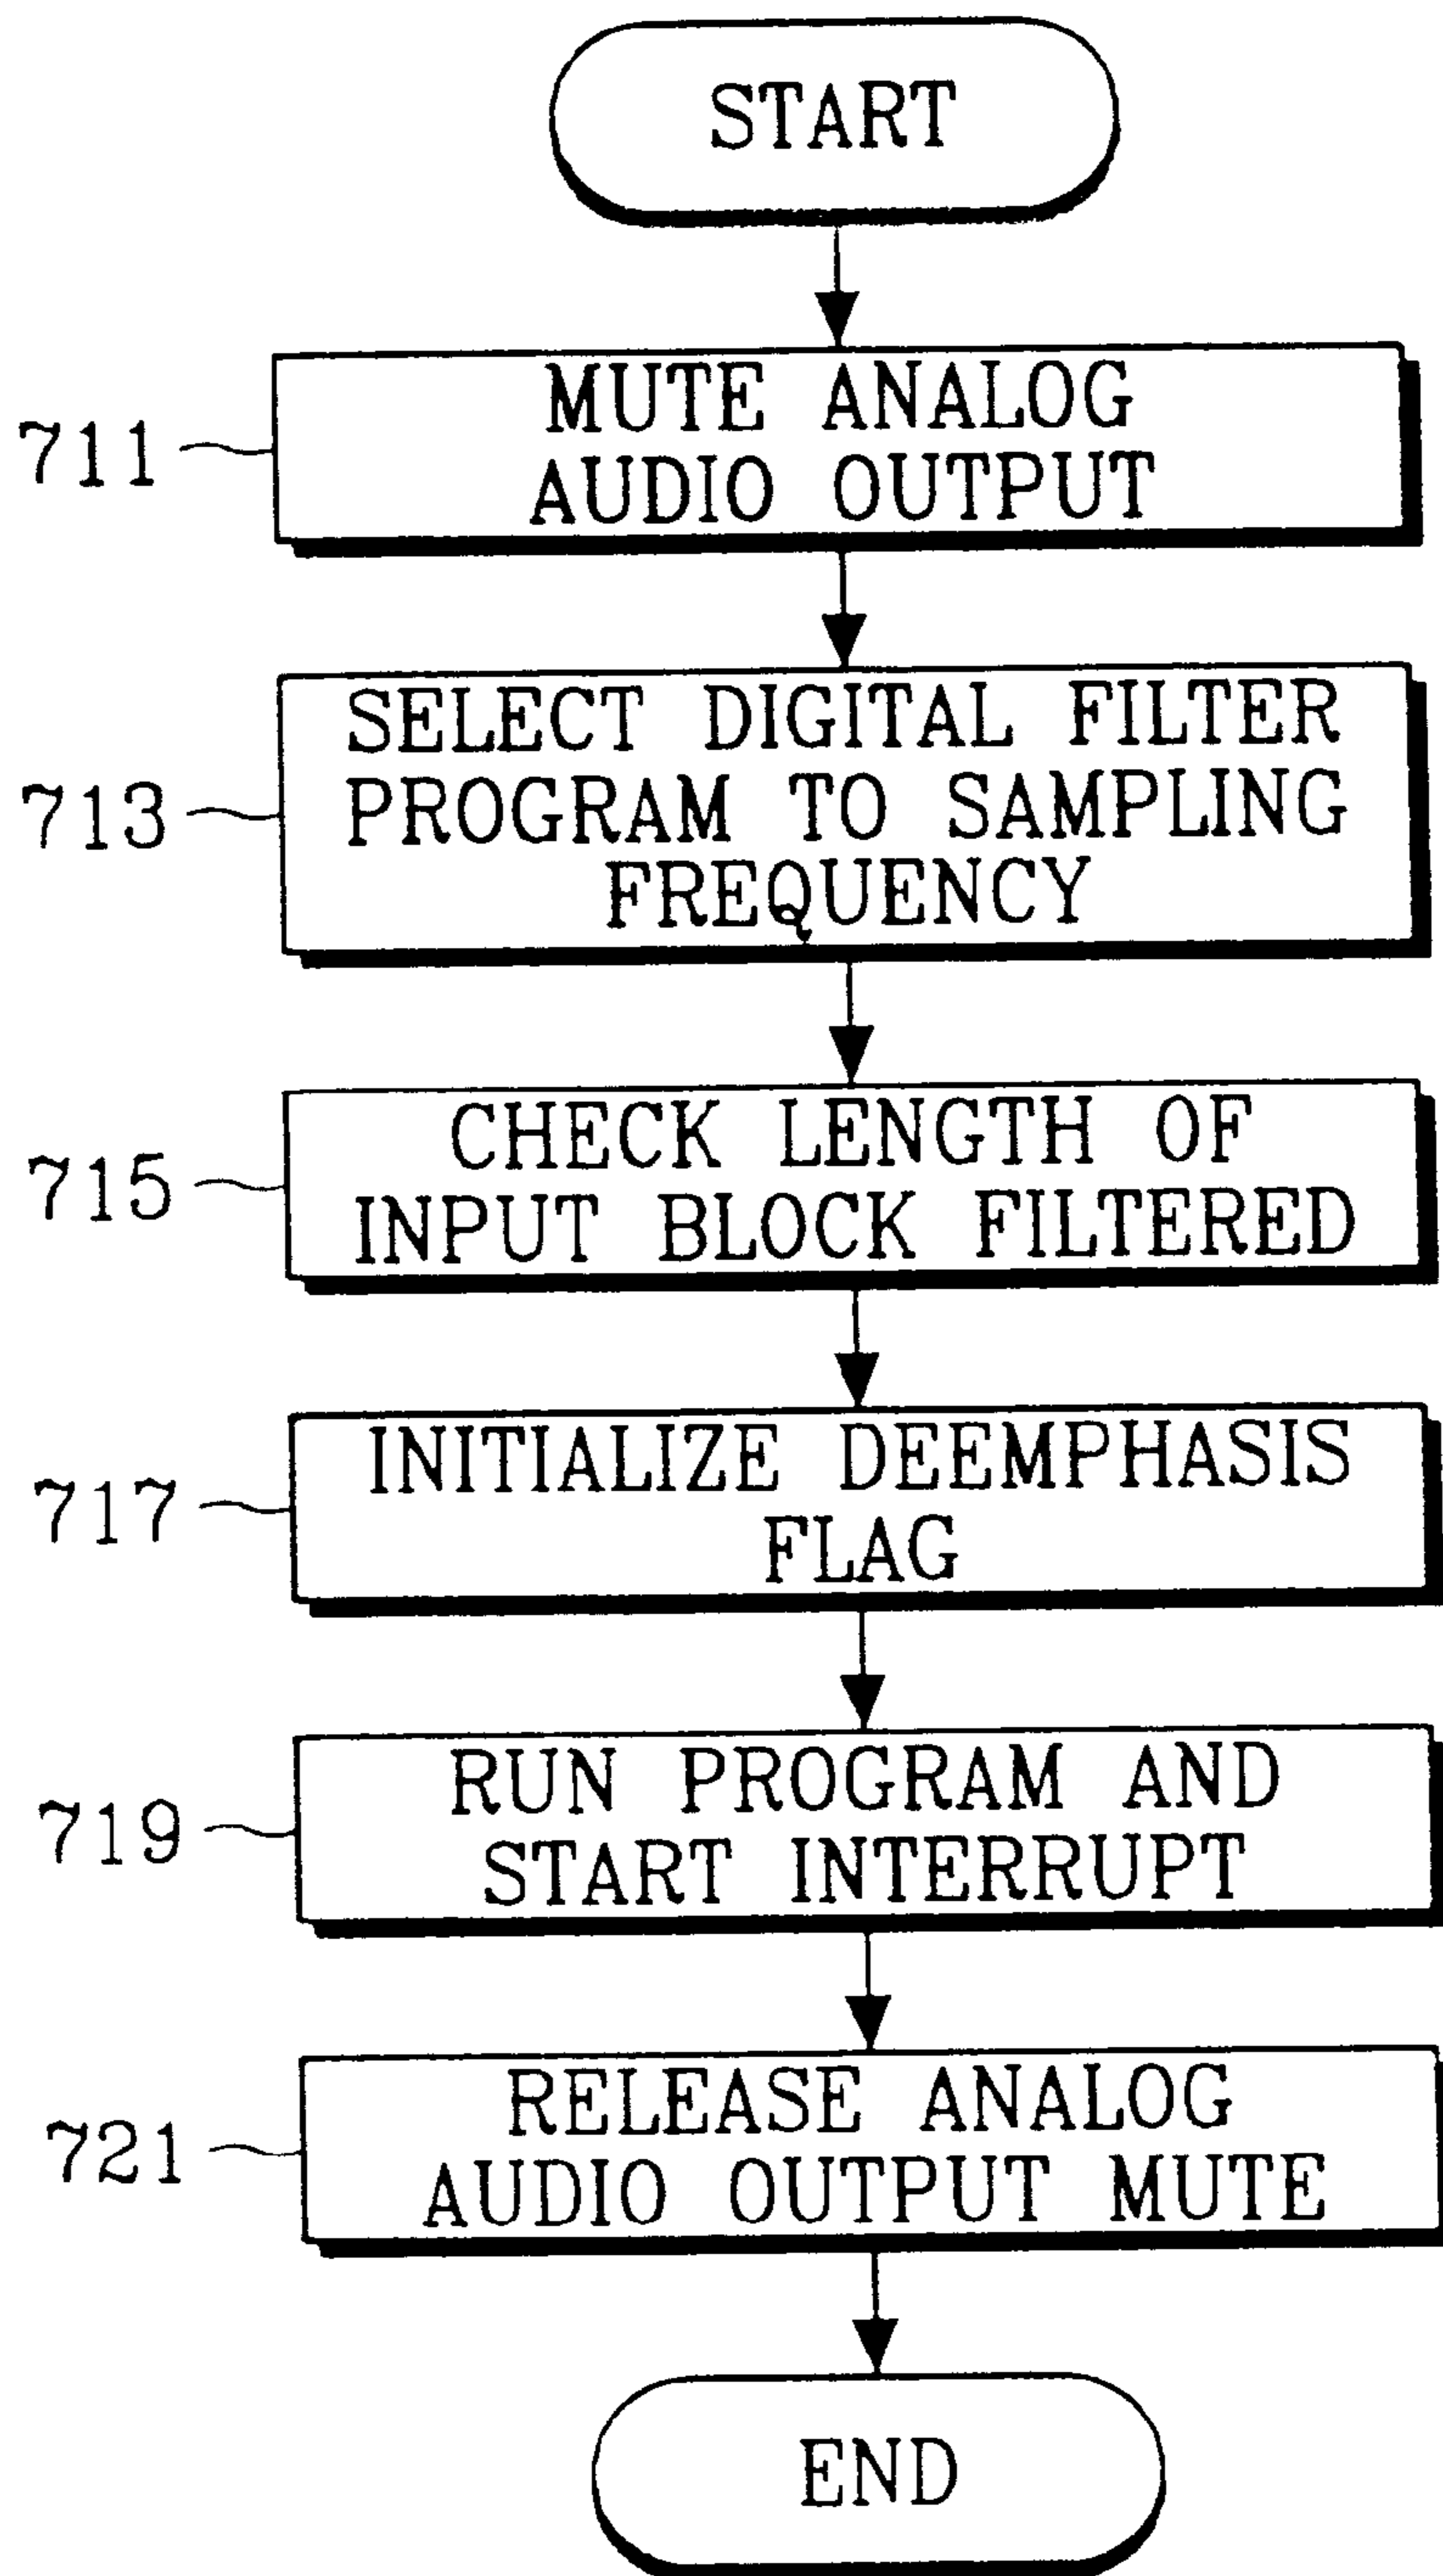 START
711
MUTE ANALOG
AUDIO OUTPUT
713
SELECT DIGITAL FILTER
PROGRAM TO SAMPLING
FREQUENCY
715
CHECK LENGTH OF
INPUT BLOCK FILTERED
717
INITIALIZE DEEMPHASIS
FLAG
719
RUN PROGRAM AND
START INTERRUPT
721
RELEASE ANALOG
AUDIO OUTPUT MUTE
END